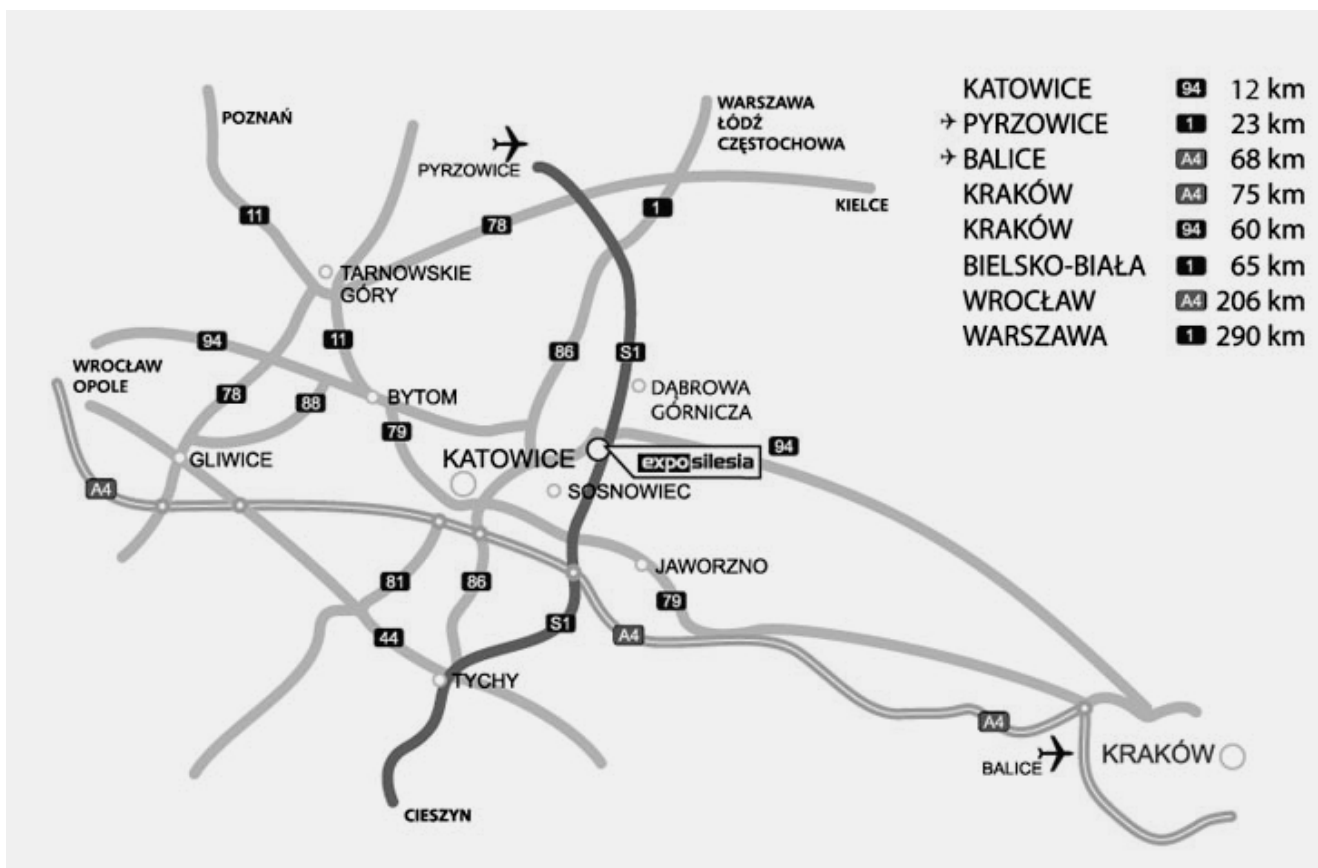 POZNAŃ
WARSZAWA
ŁÓDŹ
CZĘSTOCHOWA
PYRZOWICE
KIELCE
11
78
1
TARNOWSKIE
GÓRY
94
11
86
S1
WROCŁAW
OPOLE
78
88
BYTOM
DĄBROWA
GÓRNICZA
79
94
GLIWICE
KATOWICE
exposilesia
A4
SOSNOWIEC
81
86
JAWORZNO
79
44
S1
A4
TYCHY
A4
BALICE
KRAKÓW
CIESZYN
KATOWICE 94 12 km
PYRZOWICE 1 23 km
BALICE A4 68 km
KRAKÓW A4 75 km
KRAKÓW 94 60 km
BIELSKO-BIAŁA 1 65 km
WROCŁAW A4 206 km
WARSZAWA 1 290 km